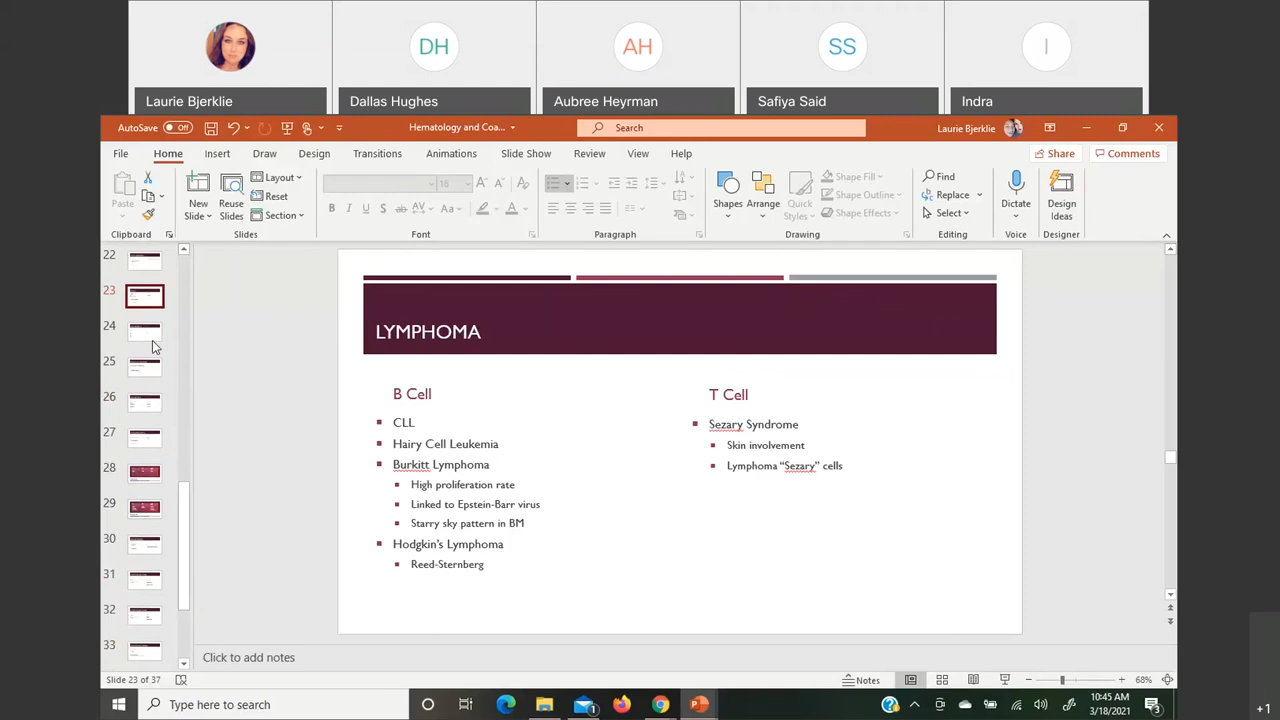 DH
AH
SS
I
Laurie Bjerklie
Dallas Hughes
Aubree Heyrman
Safiya Said
Indra
AutoSave Off
Hematology and Coa...
Search
Laurie Bjerklie
File Home Insert Draw Design Transitions Animations Slide Show Review View Help
Share
Comments
Paste
New Slide
Reuse Slides
Layout
Reset
Section
16
B I U S ab AV Aa A
Shapes
Arrange
Quick Styles
Shape Fill
Shape Outline
Shape Effects
Find
Replace
Select
Dictate
Design Ideas
Clipboard
Slides
Font
Paragraph
Drawing
Editing
Voice
Designer
22
23
24
25
26
27
28
29
30
31
32
33
LYMPHOMA
B Cell
CLL
Hairy Cell Leukemia
Burkitt Lymphoma
High proliferation rate
Linked to Epstein-Barr virus
Starry sky pattern in BM
Hodgkin's Lymphoma
Reed-Sternberg
T Cell
Sezary Syndrome
Skin involvement
Lymphoma “Sezary” cells
Click to add notes
Slide 23 of 37
Notes
68%
Type here to search
10:45 AM
3/18/2021
3
1
+1